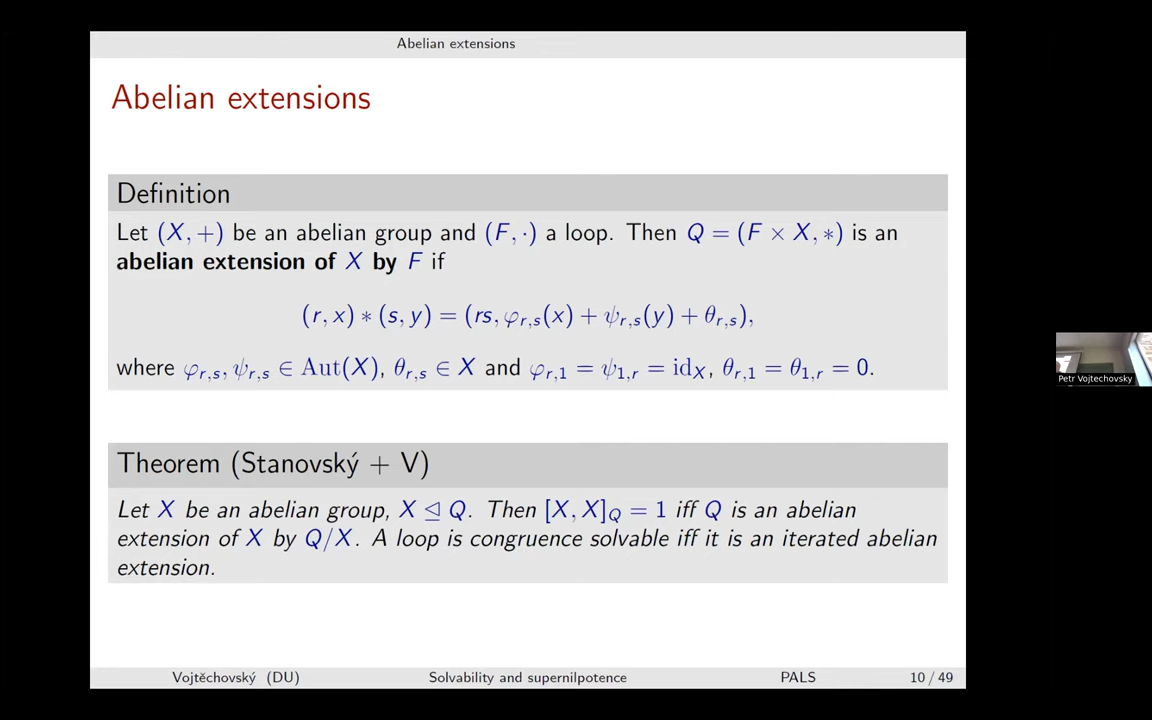 Abelian extensions
Abelian extensions
Definition
Let (X, +) be an abelian group and (F, ·) a loop. Then Q = (F × X, *) is an
abelian extension of X by F if
(r, x) * (s, y) = (rs, φ_{r,s}(x) + ψ_{r,s}(y) + θ_{r,s}),
where φ_{r,s}, ψ_{r,s} ∈ Aut(X), θ_{r,s} ∈ X and φ_{r,1} = ψ_{1,r} = id_X, θ_{r,1} = θ_{1,r} = 0.
Theorem (Stanovský + V)
Let X be an abelian group, X ⊴ Q. Then [X, X]_Q = 1 iff Q is an abelian
extension of X by Q/X. A loop is congruence solvable iff it is an iterated abelian
extension.
Vojtěchovský (DU) Solvability and supernilpotence PALS 10 / 49
Petr Vojtechovsky